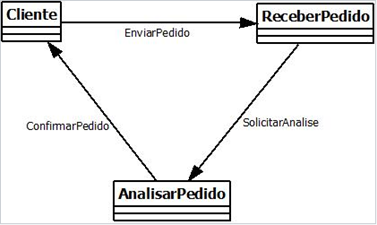 Cliente
ReceberPedido
EnviarPedido
ConfirmarPedido
SolicitarAnalise
AnalisarPedido